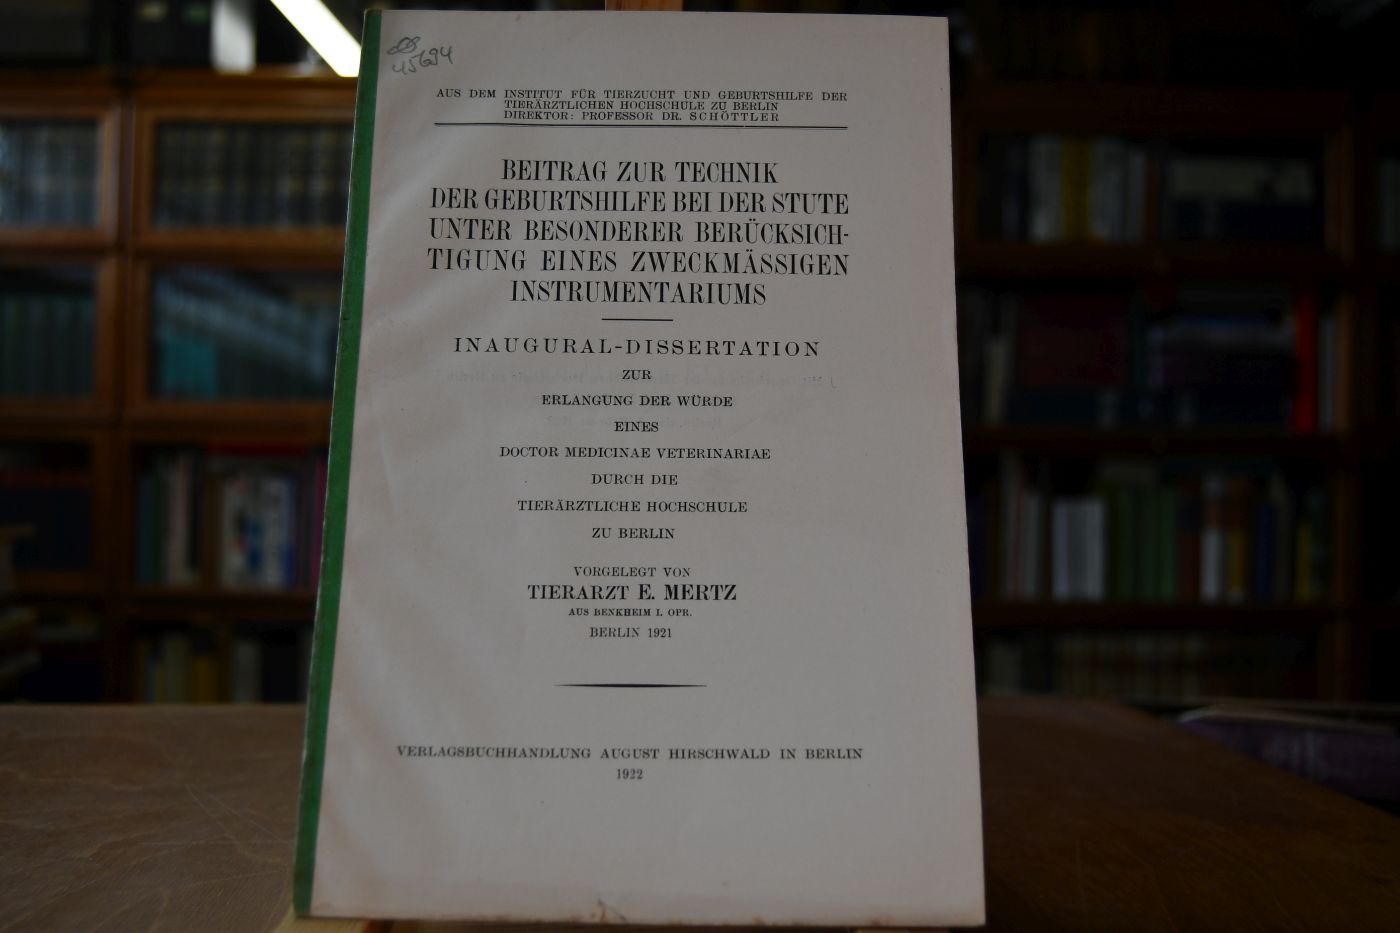 45694
AUS DEM INSTITUT FÜR TIERZUCHT UND GEBURTSHILFE DER
TIERÄRZTLICHEN HOCHSCHULE ZU BERLIN
DIREKTOR: PROFESSOR DR. SCHÖTTLER
BEITRAG ZUR TECHNIK
DER GEBURTSHILFE BEI DER STUTE
UNTER BESONDERER BERÜCKSICH-
TIGUNG EINES ZWECKMÄSSIGEN
INSTRUMENTARIUMS
INAUGURAL-DISSERTATION
ZUR
ERLANGUNG DER WÜRDE
EINES
DOCTOR MEDICINAE VETERINARIAE
DURCH DIE
TIERÄRZTLICHE HOCHSCHULE
ZU BERLIN
VORGELEGT VON
TIERARZT E. MERTZ
AUS BENKHEIM I. OPR.
BERLIN 1921
VERLAGSBUCHHANDLUNG AUGUST HIRSCHWALD IN BERLIN
1922